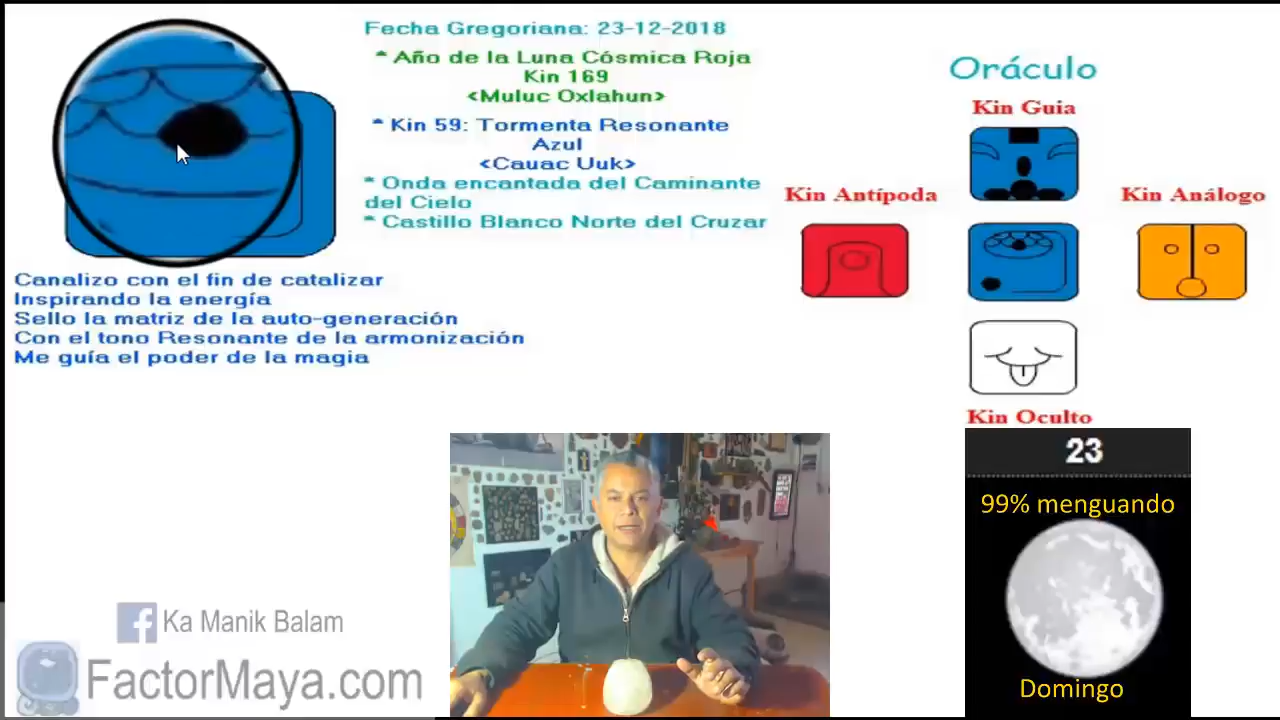 Fecha Gregoriana: 23-12-2018
* Año de la Luna Cósmica Roja
Kin 169
<Muluc Oxlahun>
* Kin 59: Tormenta Resonante
Azul
<Cauac Uuk>
* Onda encantada del Caminante
del Cielo
* Castillo Blanco Norte del Cruzar
Canalizo con el fin de catalizar
Inspirando la energía
Sello la matriz de la auto-generación
Con el tono Resonante de la armonización
Me guía el poder de la magia
Oráculo
Kin Guia
Kin Antípoda
Kin Análogo
Kin Oculto
23
99% menguando
Domingo
Ka Manik Balam
FactorMaya.com